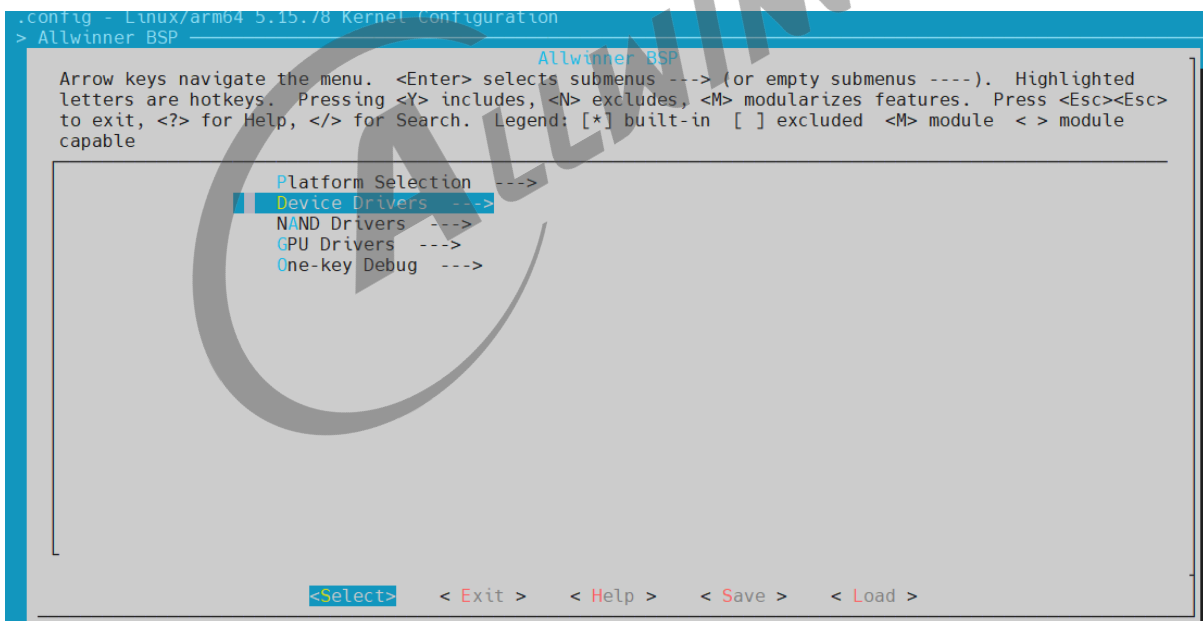 .config - Linux/arm64 5.15.78 Kernel Configuration
> Allwinner BSP
Allwinner BSP
Arrow keys navigate the menu.  <Enter> selects submenus ---> (or empty submenus ----).  Highlighted
letters are hotkeys.  Pressing <Y> includes, <N> excludes, <M> modularizes features.  Press <Esc><Esc>
to exit, <?> for Help, </> for Search.  Legend: [*] built-in  [ ] excluded  <M> module  < > module
capable
Platform Selection  --->
Device Drivers  --->
NAND Drivers  --->
GPU Drivers  --->
One-key Debug  --->
<Select>    < Exit >    < Help >    < Save >    < Load >
ALLWIN